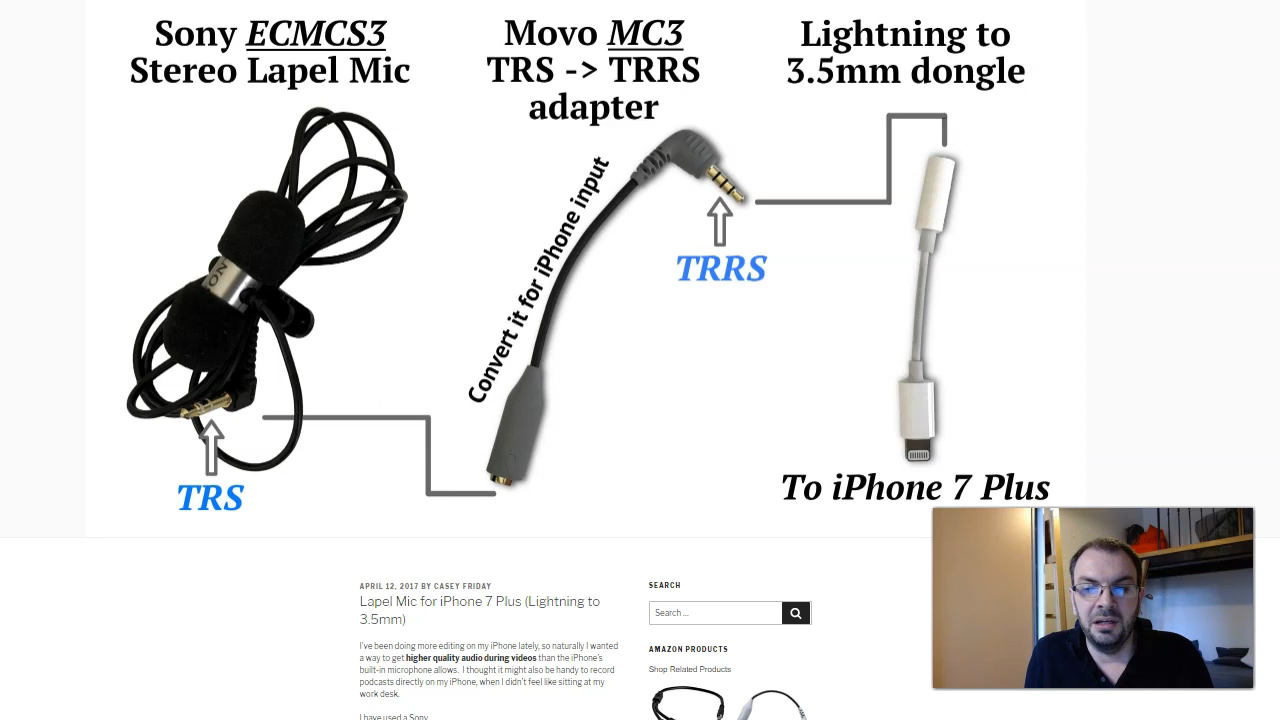 Sony ECMCS3
Stereo Lapel Mic
Movo MC3
TRS -> TRRS
adapter
Lightning to
3.5mm dongle
Convert it for iPhone input
TRRS
TRS
To iPhone 7 Plus
APRIL 12, 2017 BY CASEY FRIDAY
Lapel Mic for iPhone 7 Plus (Lightning to
3.5mm)
I've been doing more editing on my iPhone lately, so naturally I wanted
a way to get higher quality audio during videos than the iPhone's
built-in microphone allows. I thought it might also be handy to record
podcasts directly on my iPhone, when I didn't feel like sitting at my
work desk.
I have used a Sony
SEARCH
Search ...
AMAZON PRODUCTS
Shop Related Products